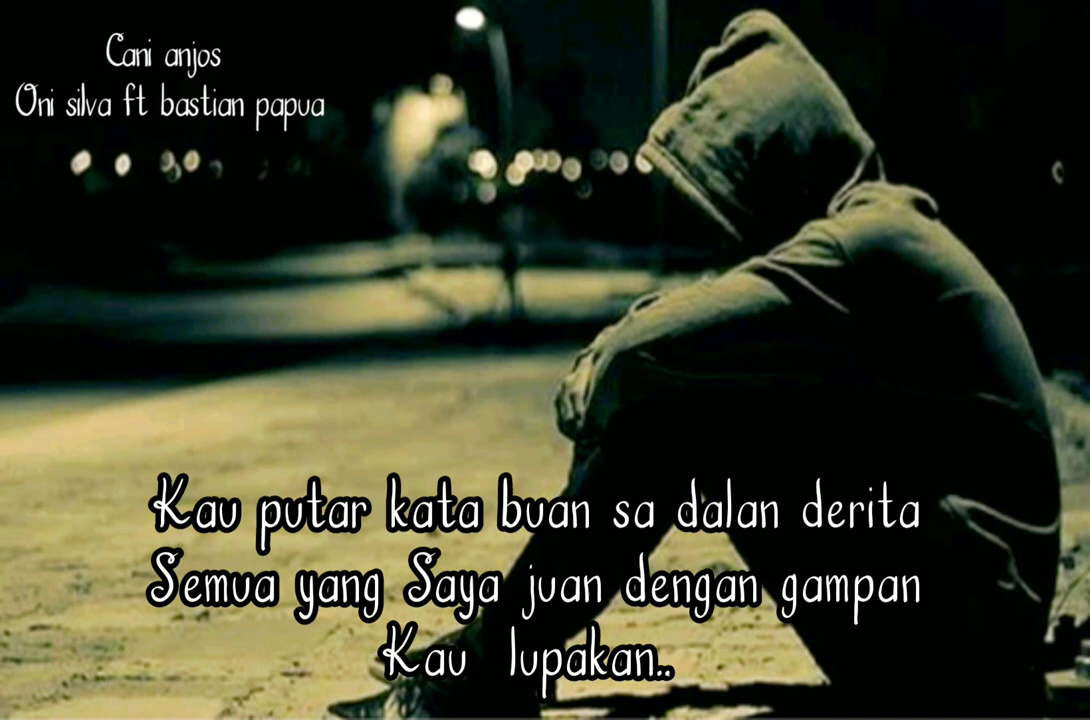 Cani anjos
Oni silva ft bastian papua
Kau putar kata buan sa dalan derita
Semua yang Saya juan dengan gampan
Kau lupakan..